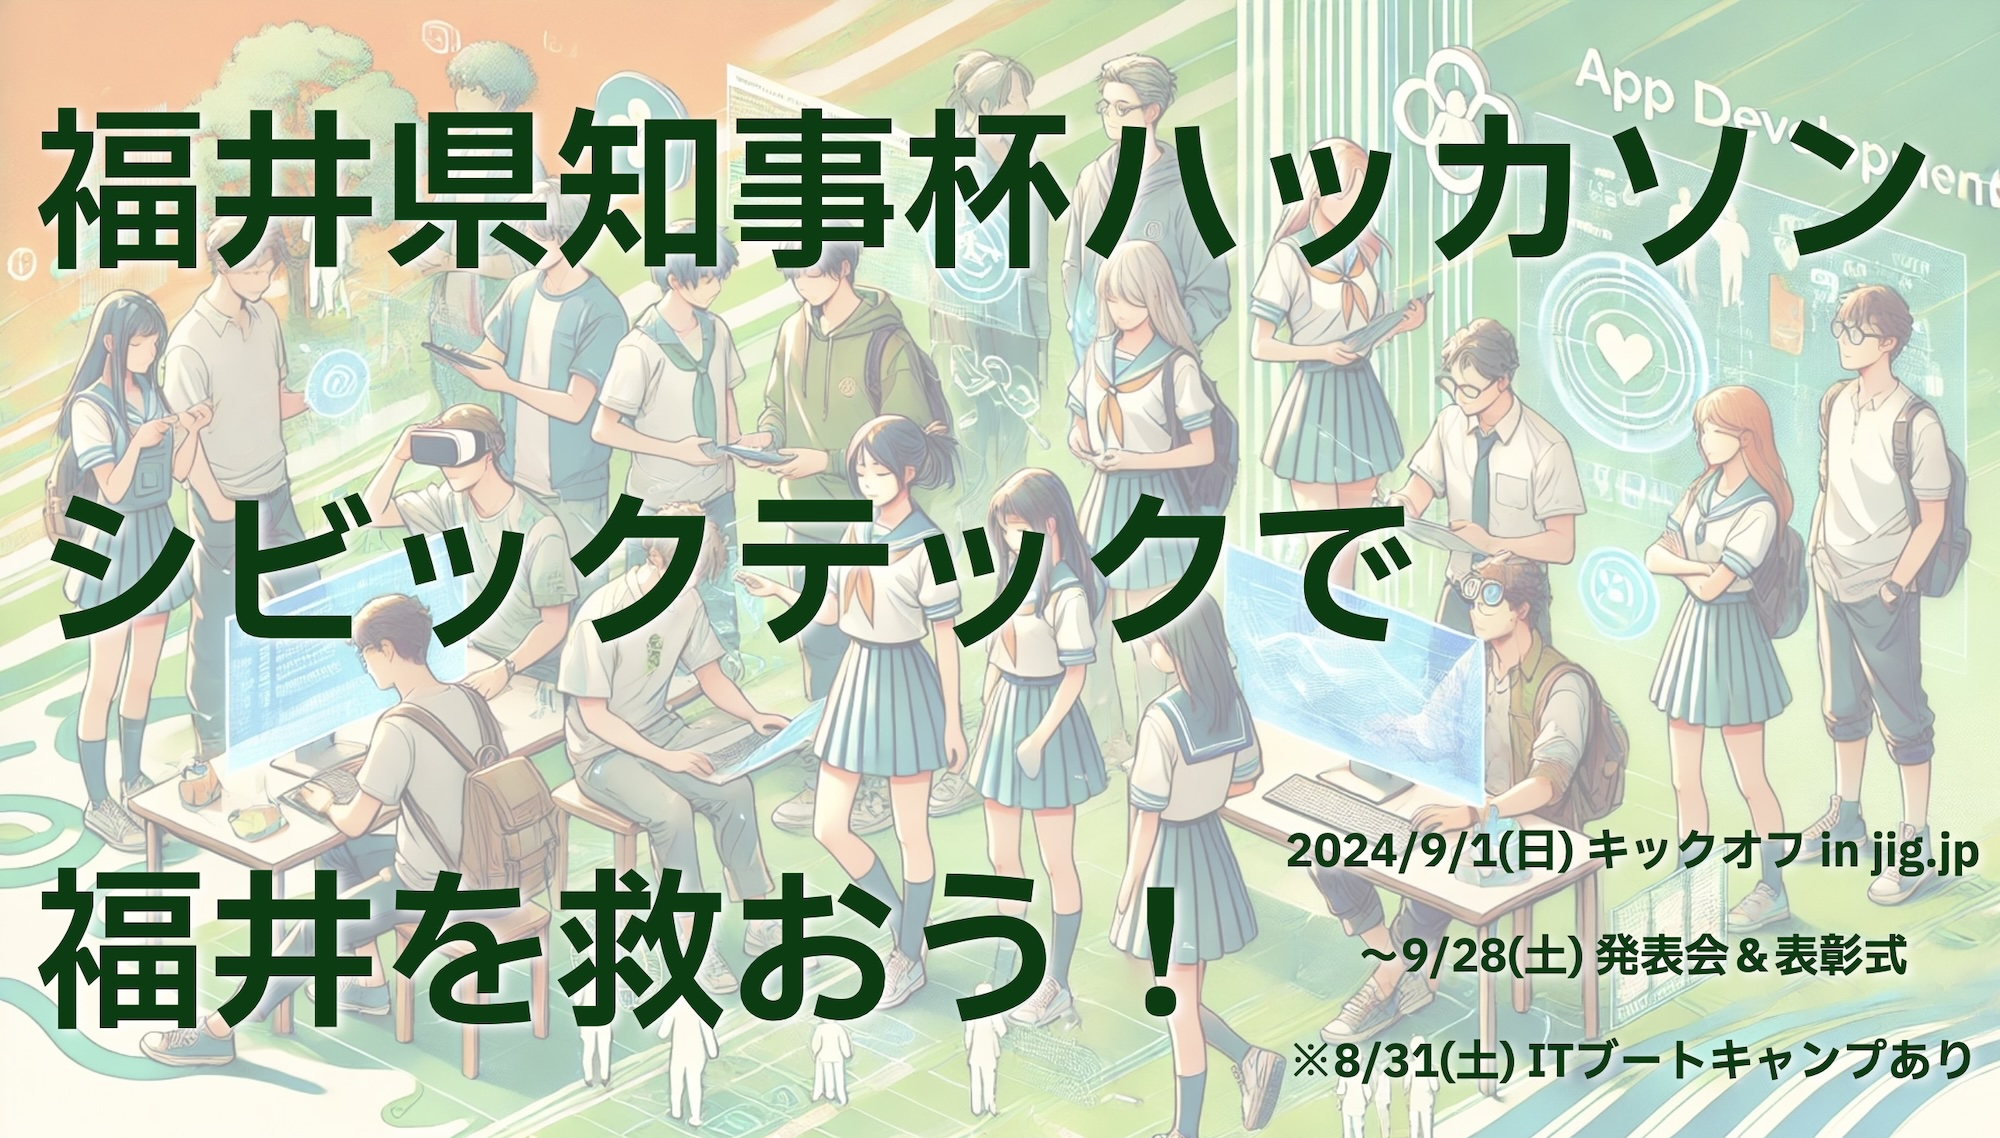 福井県知事杯ハッカソン
シビックテックで
福井を救おう！
App Development
2024/9/1(日) キックオフ in jig.jp
～9/28(土) 発表会＆表彰式
※8/31(土) ITブートキャンプあり